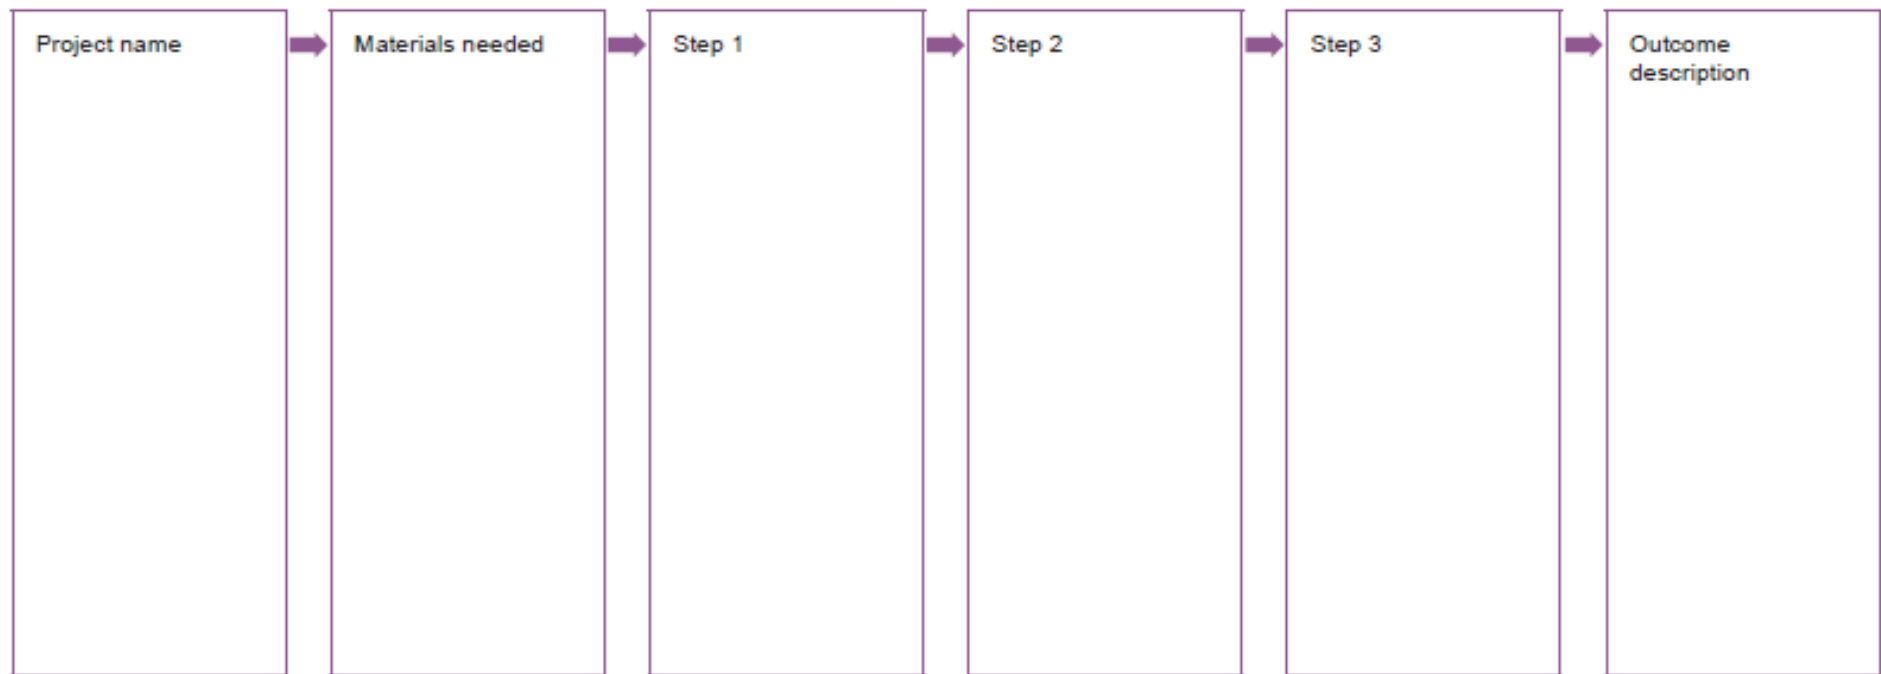 Project name
Materials needed
Step 1
Step 2
Step 3
Outcome
description